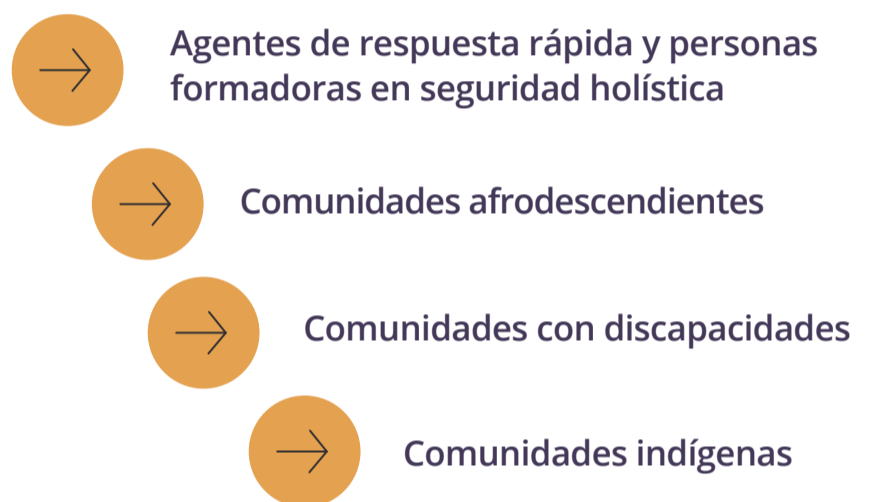 Agentes de respuesta rápida y personas
formadoras en seguridad holística
Comunidades afrodescendientes
Comunidades con discapacidades
Comunidades indígenas